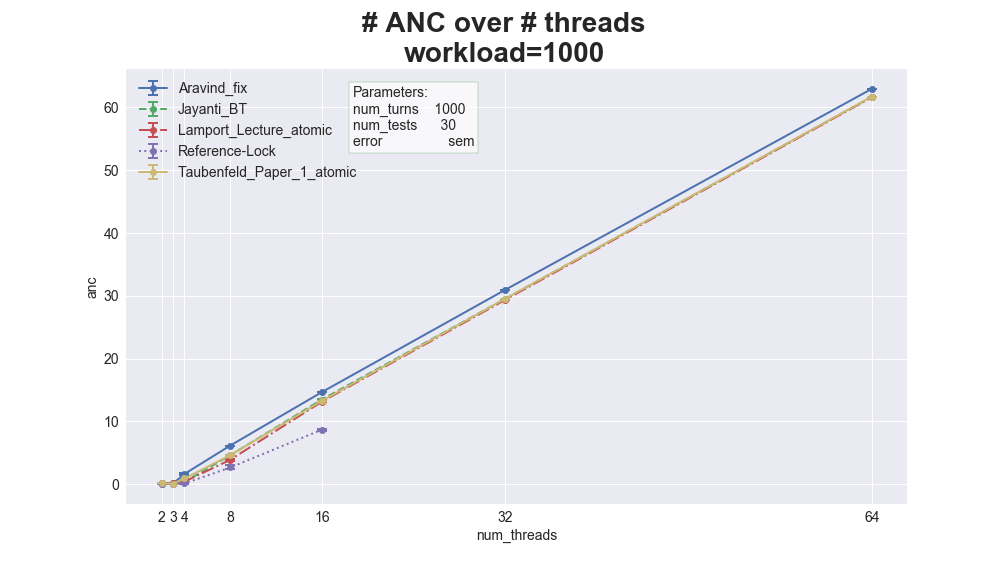 # ANC over # threads
workload=1000
Aravind_fix
Jayanti_BT
Lamport_Lecture_atomic
Reference-Lock
Taubenfeld_Paper_1_atomic
Parameters:
num_turns 1000
num_tests 30
error sem
anc
60
50
40
30
20
10
0
2 3 4 8 16 32 64
num_threads